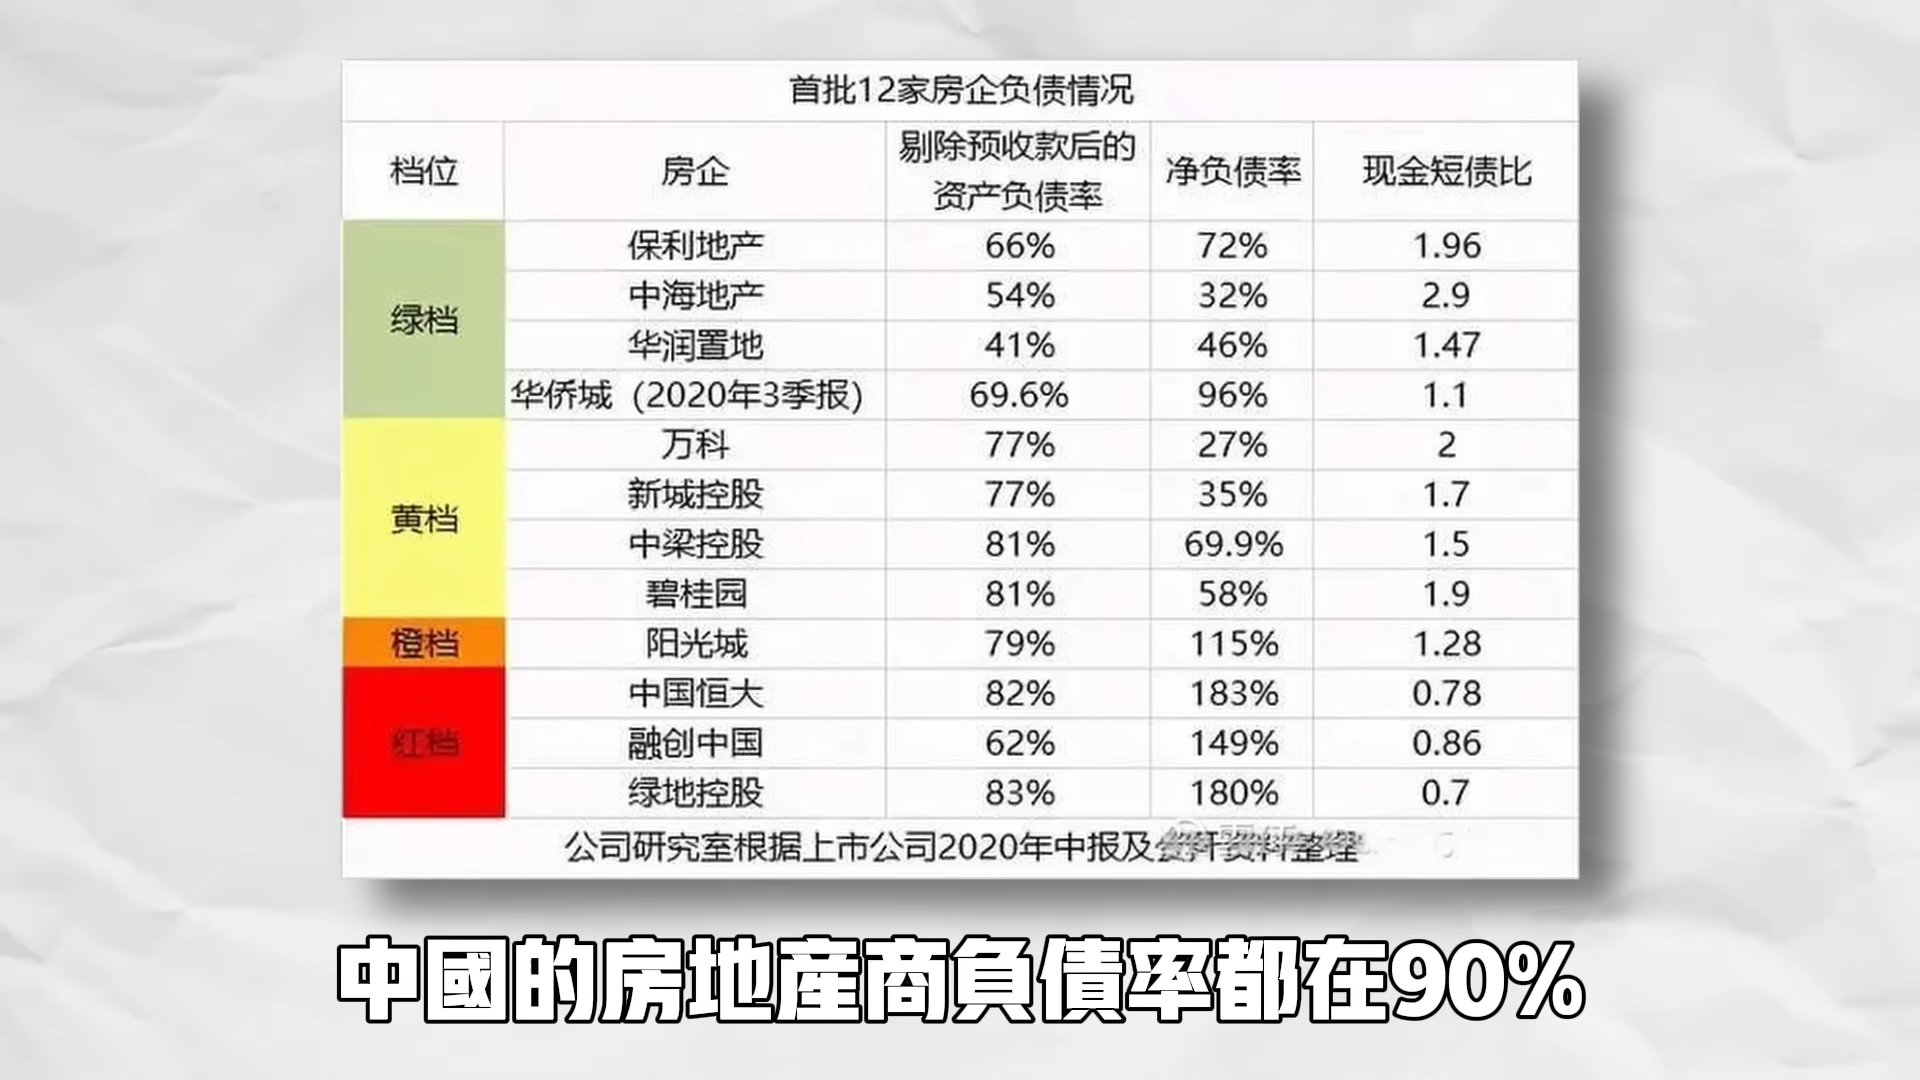 首批12家房企负债情况
档位 房企 剔除预收款后的 净负债率 现金短债比
资产负债率
绿档
保利地产 66% 72% 1.96
中海地产 54% 32% 2.9
华润置地 41% 46% 1.47
华侨城（2020年3季报） 69.6% 96% 1.1
黄档
万科 77% 27% 2
新城控股 77% 35% 1.7
中梁控股 81% 69.9% 1.5
碧桂园 81% 58% 1.9
橙档 阳光城 79% 115% 1.28
红档
中国恒大 82% 183% 0.78
融创中国 62% 149% 0.86
绿地控股 83% 180% 0.7
公司研究室根据上市公司2020年中报及公开资料整理
中國的房地產商負債率都在90%